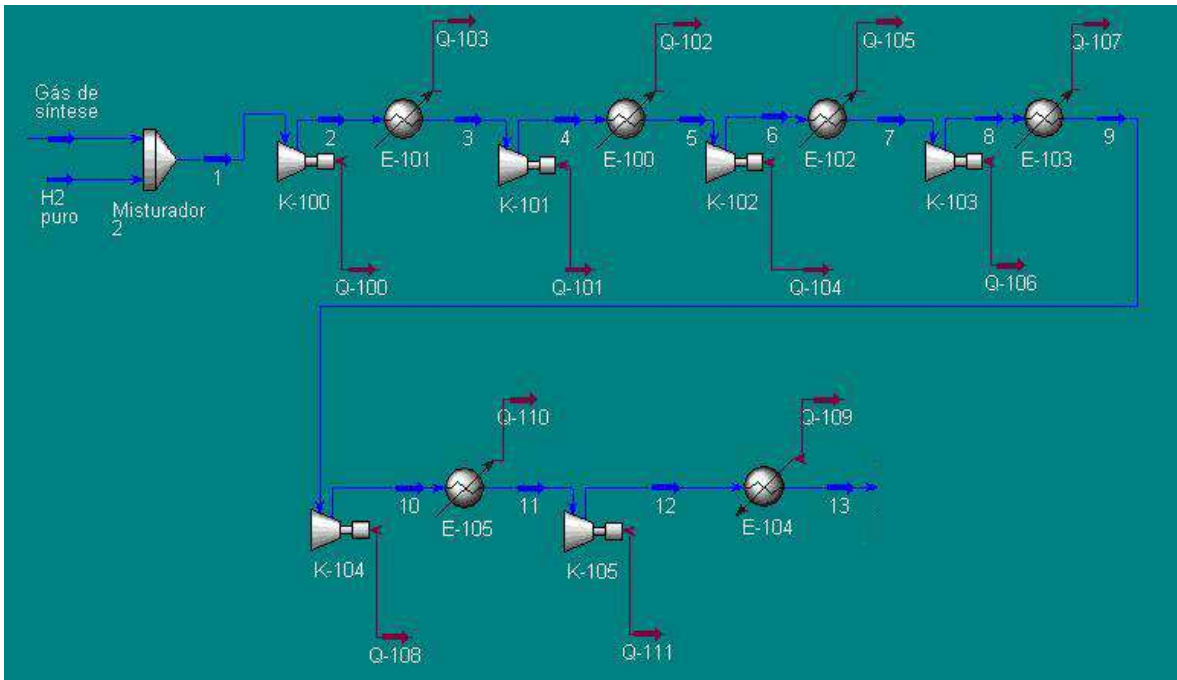 Q-103
Q-102
Q-105
Q-107
Gás de
síntese
2
3
4
5
6
7
8
9
E-101
E-100
E-102
E-103
1
K-100
K-101
K-102
K-103
H2
puro
Misturador
2
Q-100
Q-101
Q-104
Q-106
Q-110
Q-109
10
11
12
13
E-105
E-104
K-104
K-105
Q-108
Q-111